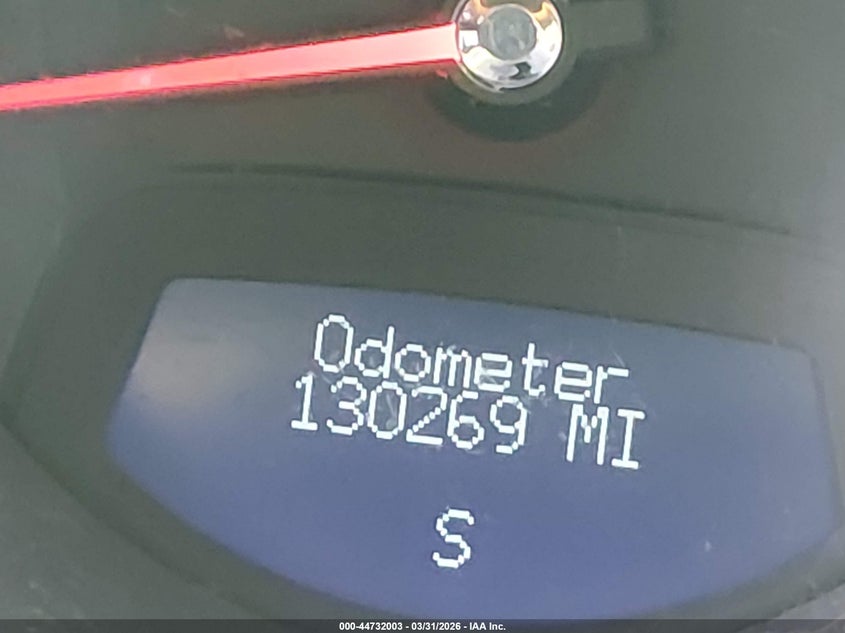 Odometer
130269 MI
S
000-44732003 - 03/31/2026 - IAA Inc.